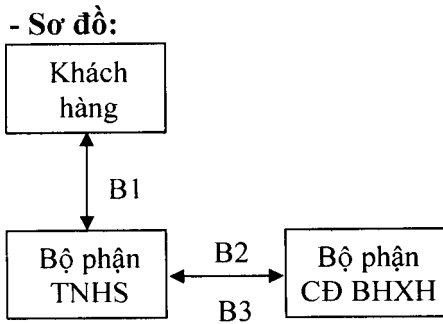 - Sơ đồ:
Khách
hàng
B1
Bộ phận
TNHS
B2
B3
Bộ phận
CĐ BHXH